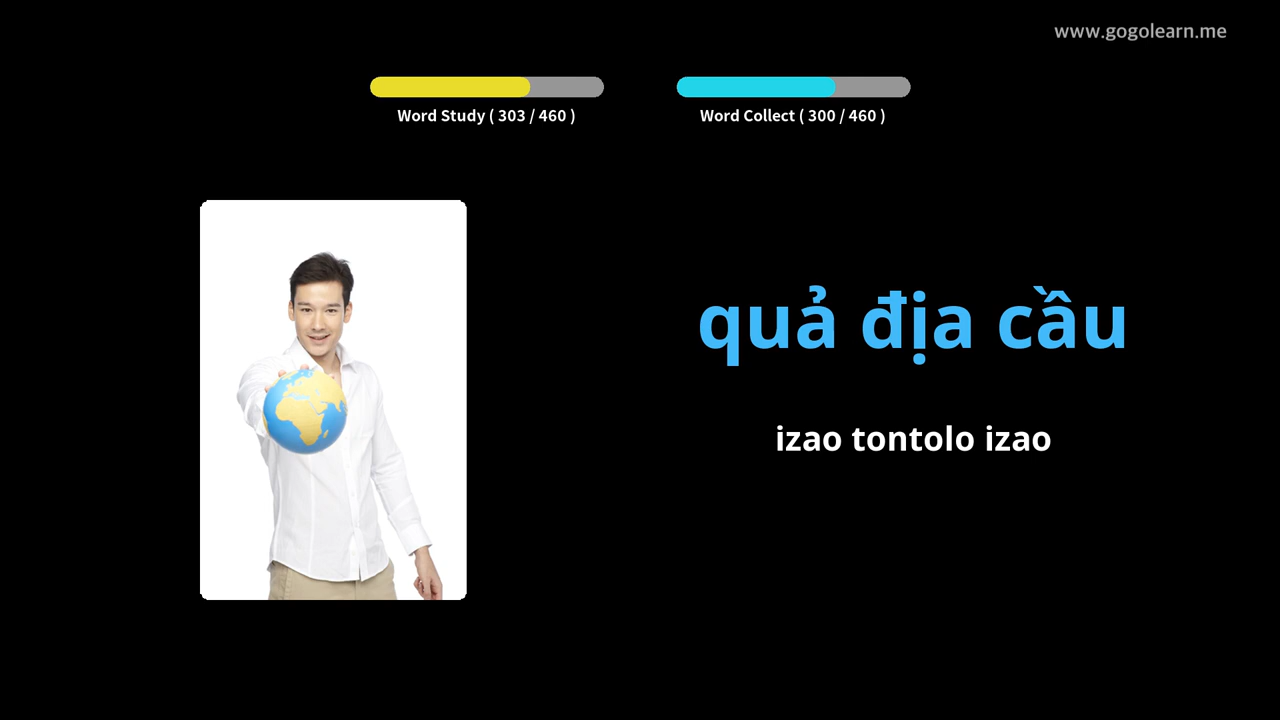 www.gogolearn.me
Word Study ( 303 / 460 )
Word Collect ( 300 / 460 )
quả địa cầu
izao tontolo izao